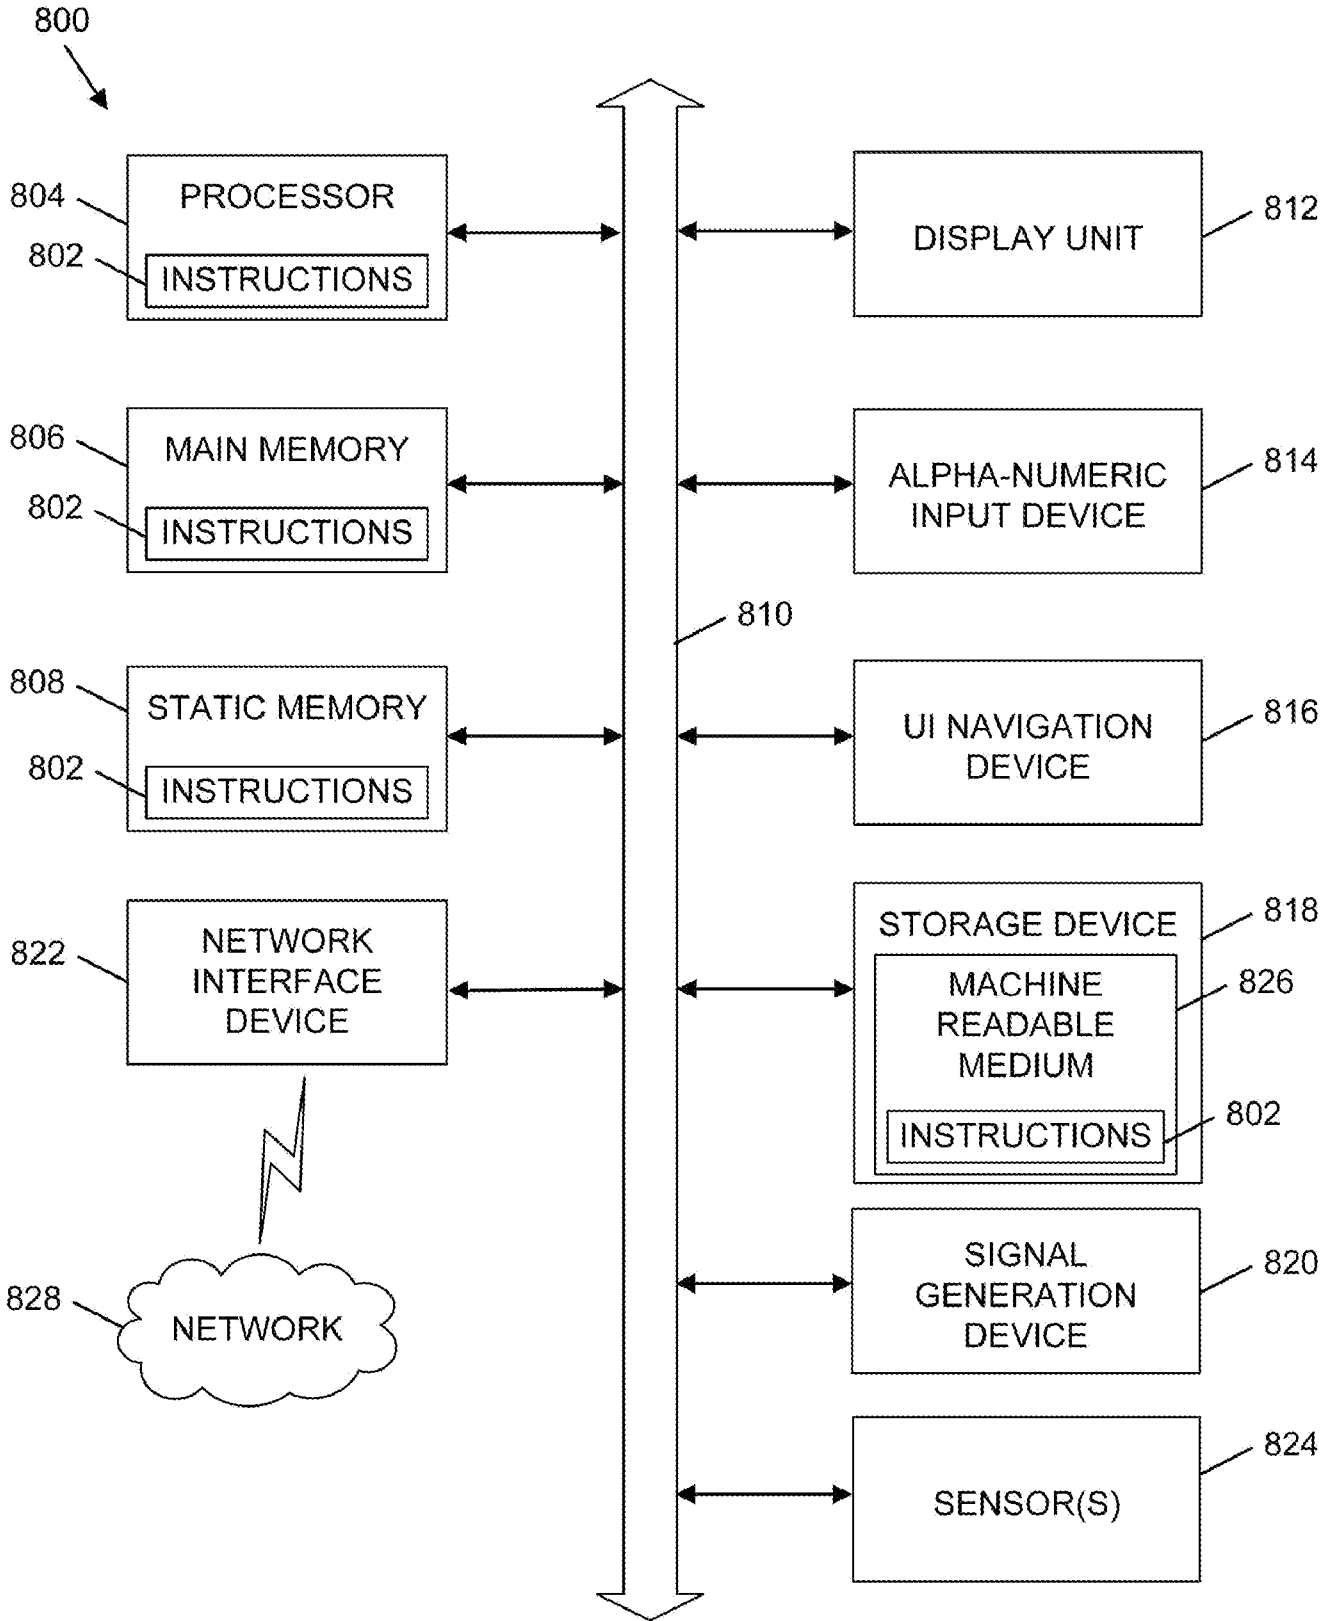 800
804
PROCESSOR
802
INSTRUCTIONS
806
MAIN MEMORY
802
INSTRUCTIONS
808
STATIC MEMORY
802
INSTRUCTIONS
822
NETWORK
INTERFACE
DEVICE
828
NETWORK
810
812
DISPLAY UNIT
814
ALPHA-NUMERIC
INPUT DEVICE
816
UI NAVIGATION
DEVICE
818
STORAGE DEVICE
826
MACHINE
READABLE
MEDIUM
802
INSTRUCTIONS
820
SIGNAL
GENERATION
DEVICE
824
SENSOR(S)